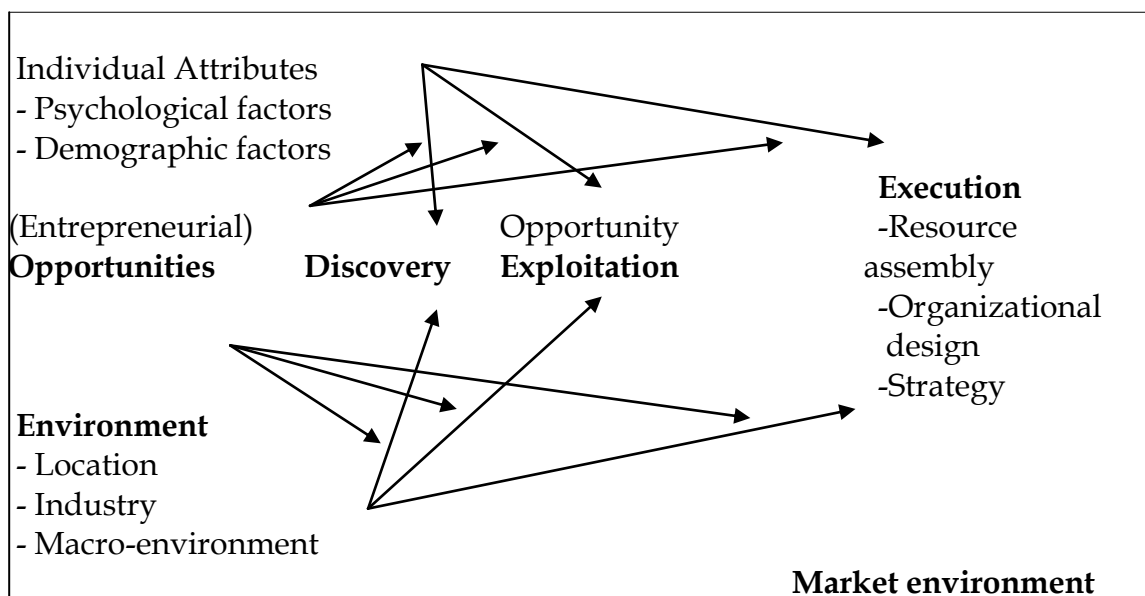 Individual Attributes
- Psychological factors
- Demographic factors
(Entrepreneurial)
Opportunities
Discovery
Opportunity
Exploitation
Execution
-Resource
assembly
-Organizational
design
-Strategy
Environment
- Location
- Industry
- Macro-environment
Market environment